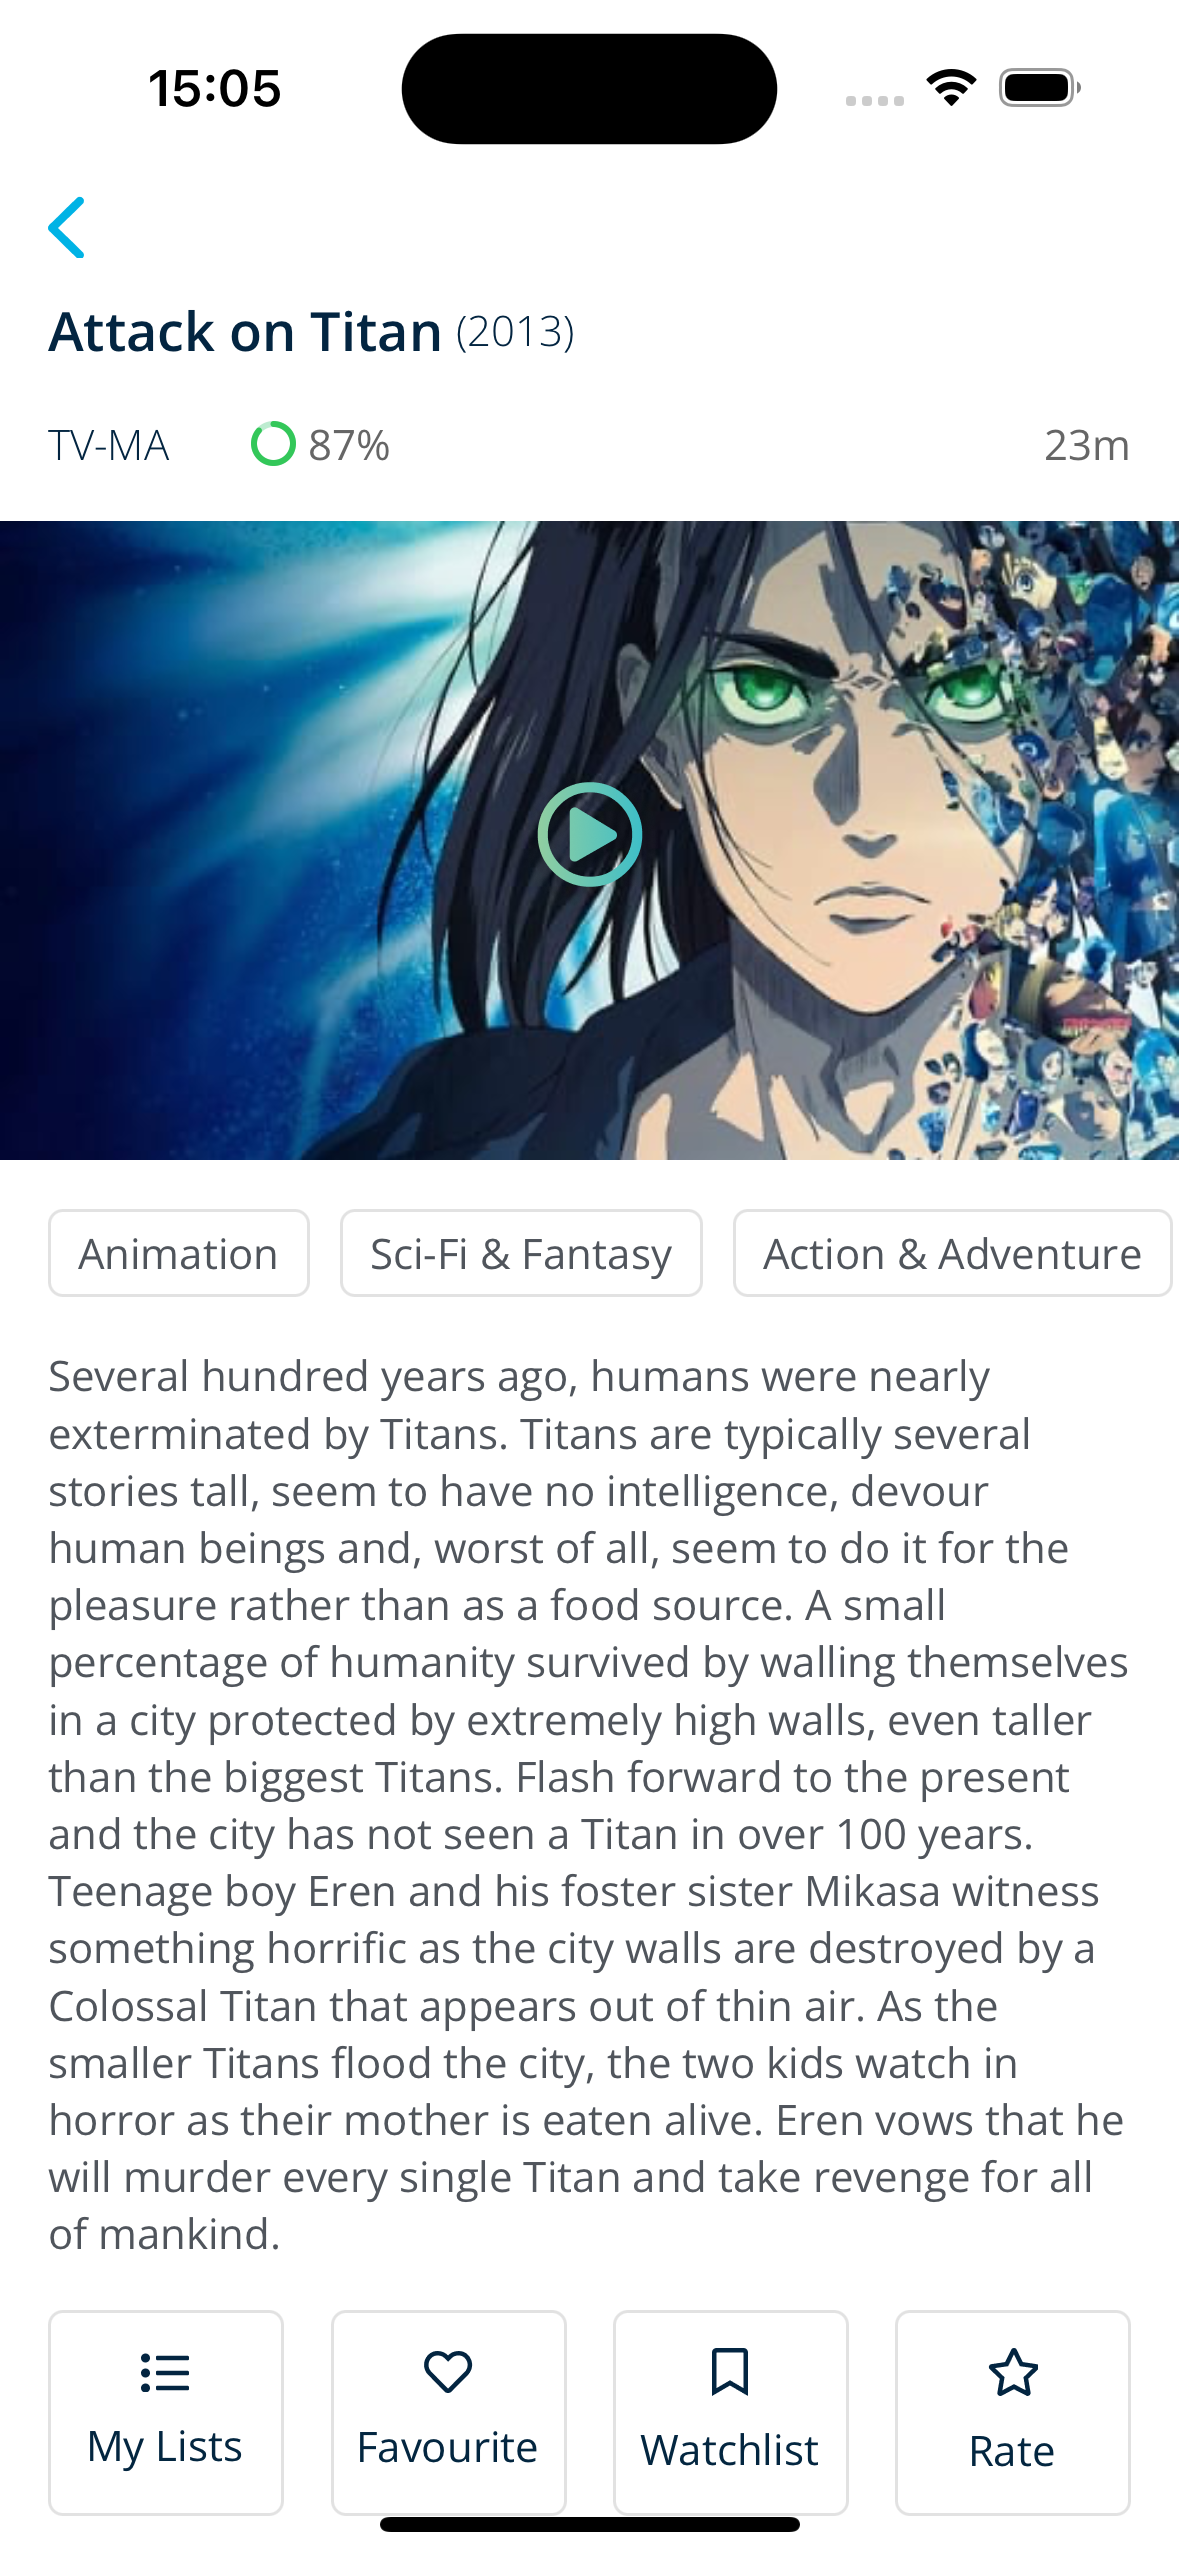 15:05
Attack on Titan (2013)
TV-MA 87% 23m
Animation Sci-Fi & Fantasy Action & Adventure
Several hundred years ago, humans were nearly
exterminated by Titans. Titans are typically several
stories tall, seem to have no intelligence, devour
human beings and, worst of all, seem to do it for the
pleasure rather than as a food source. A small
percentage of humanity survived by walling themselves
in a city protected by extremely high walls, even taller
than the biggest Titans. Flash forward to the present
and the city has not seen a Titan in over 100 years.
Teenage boy Eren and his foster sister Mikasa witness
something horrific as the city walls are destroyed by a
Colossal Titan that appears out of thin air. As the
smaller Titans flood the city, the two kids watch in
horror as their mother is eaten alive. Eren vows that he
will murder every single Titan and take revenge for all
of mankind.
My Lists Favourite Watchlist Rate